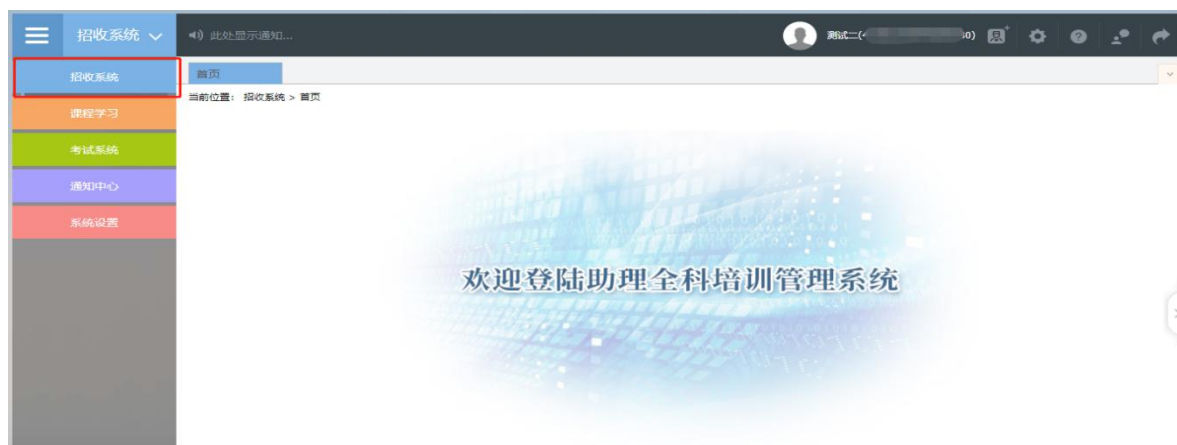 招收系统
此处显示通知...
测试二(4 0)
招收系统
首页
当前位置: 招收系统 > 首页
课程学习
考试系统
通知中心
系统设置
欢迎登陆助理全科培训管理系统